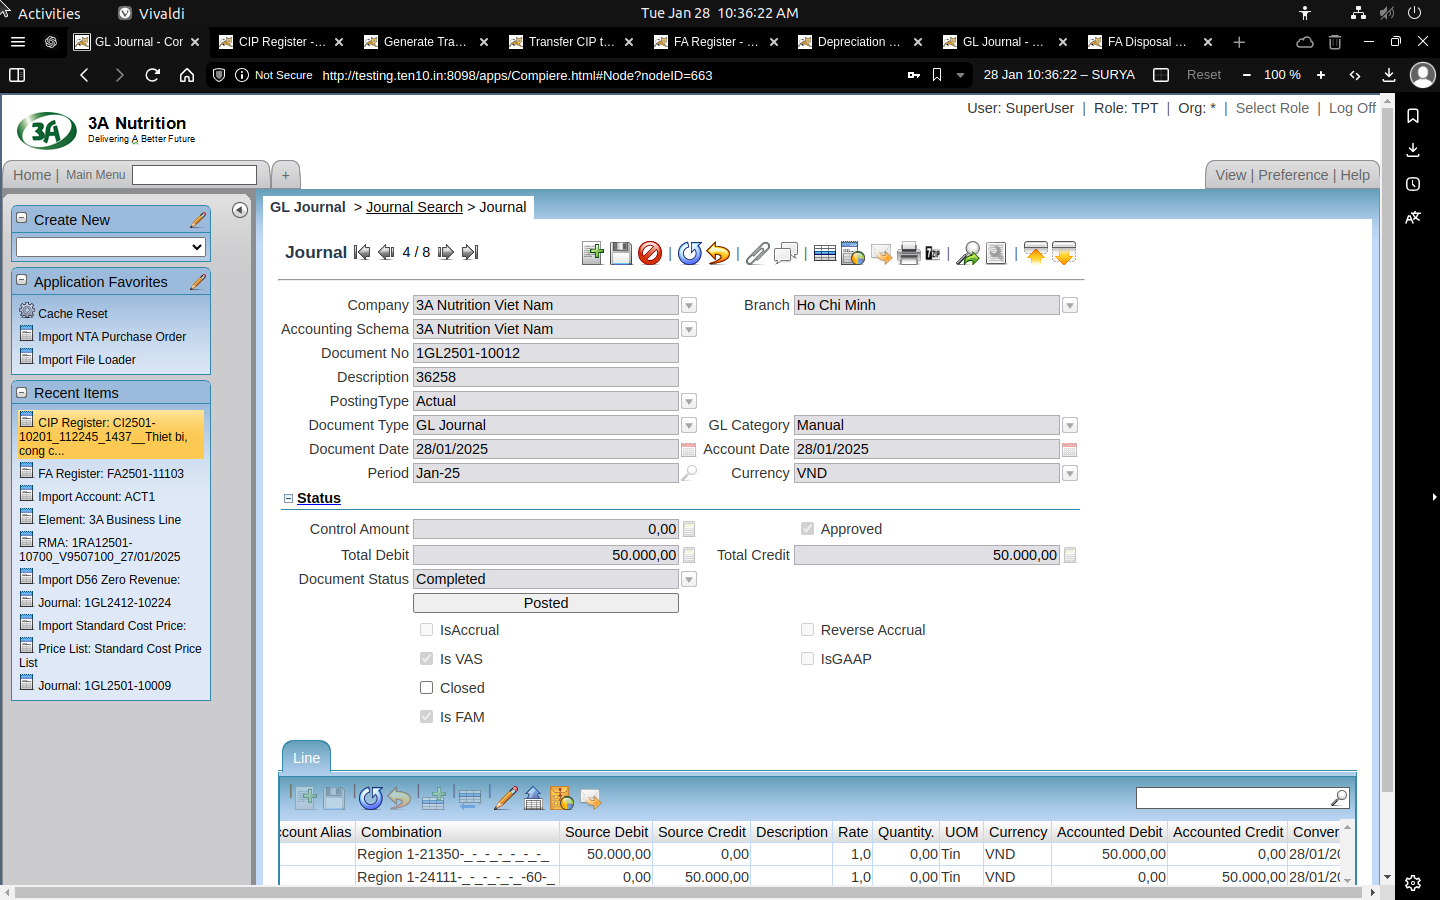 Activities
Vivaldi
Tue Jan 28 10:36:22 AM
GL Journal - Cor
CIP Register -...
Generate Tra...
Transfer CIP t...
FA Register - ...
Depreciation ...
GL Journal - ...
FA Disposal ...
Not Secure
http://testing.ten10.in:8098/apps/Compiere.html#Node?nodeID=663
28 Jan 10:36:22 – SURYA
Reset
100 %
3A
3A Nutrition
Delivering A Better Future
User: SuperUser | Role: TPT | Org: * | Select Role | Log Off
Home | Main Menu
+
View | Preference | Help
GL Journal > Journal Search > Journal
Create New
Application Favorites
Cache Reset
Import NTA Purchase Order
Import File Loader
Recent Items
CIP Register: CI2501-
10201_112245_1437__Thiet bi,
cong c...
FA Register: FA2501-11103
Import Account: ACT1
Element: 3A Business Line
RMA: 1RA12501-
10700_V9507100_27/01/2025
Import D56 Zero Revenue:
Journal: 1GL2412-10224
Import Standard Cost Price:
Price List: Standard Cost Price
List
Journal: 1GL2501-10009
Journal 4 / 8
Company 3A Nutrition Viet Nam Branch Ho Chi Minh
Accounting Schema 3A Nutrition Viet Nam
Document No 1GL2501-10012
Description 36258
PostingType Actual
Document Type GL Journal GL Category Manual
Document Date 28/01/2025 Account Date 28/01/2025
Period Jan-25 Currency VND
Status
Control Amount 0,00 Approved
Total Debit 50.000,00 Total Credit 50.000,00
Document Status Completed
Posted
IsAccrual Reverse Accrual
Is VAS IsGAAP
Closed
Is FAM
Line
count Alias Combination Source Debit Source Credit Description Rate Quantity. UOM Currency Accounted Debit Accounted Credit Conver
Region 1-21350-_-_-_-_-_-_-_ 50.000,00 0,00 1,0 0,00 Tin VND 50.000,00 0,00 28/01/20
Region 1-24111-_-_-_-_-_-60-_ 0,00 50.000,00 1,0 0,00 Tin VND 0,00 50.000,00 28/01/20